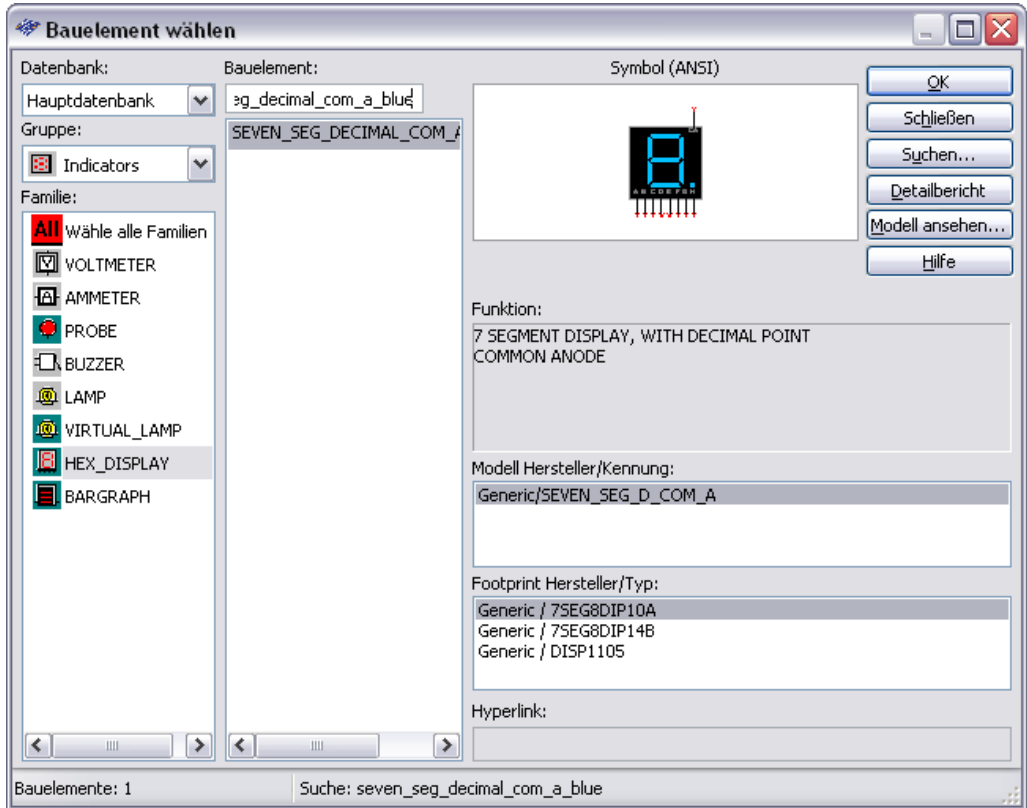 Bauelement wählen
Datenbank:
Hauptdatenbank
Gruppe:
Indicators
Familie:
All Wähle alle Familien
VOLTMETER
AMMETER
PROBE
BUZZER
LAMP
VIRTUAL_LAMP
HEX_DISPLAY
BARGRAPH
Bauelement:
eg_decimal_com_a_blue
SEVEN_SEG_DECIMAL_COM_A
Symbol (ANSI)
CA
A B C D E F G H
OK
Schließen
Suchen...
Detailbericht
Modell ansehen...
Hilfe
Funktion:
7 SEGMENT DISPLAY, WITH DECIMAL POINT
COMMON ANODE
Modell Hersteller/Kennung:
Generic/SEVEN_SEG_D_COM_A
Footprint Hersteller/Typ:
Generic / 7SEG8DIP10A
Generic / 7SEG8DIP14B
Generic / DISP1105
Hyperlink:
Bauelemente: 1
Suche: seven_seg_decimal_com_a_blue